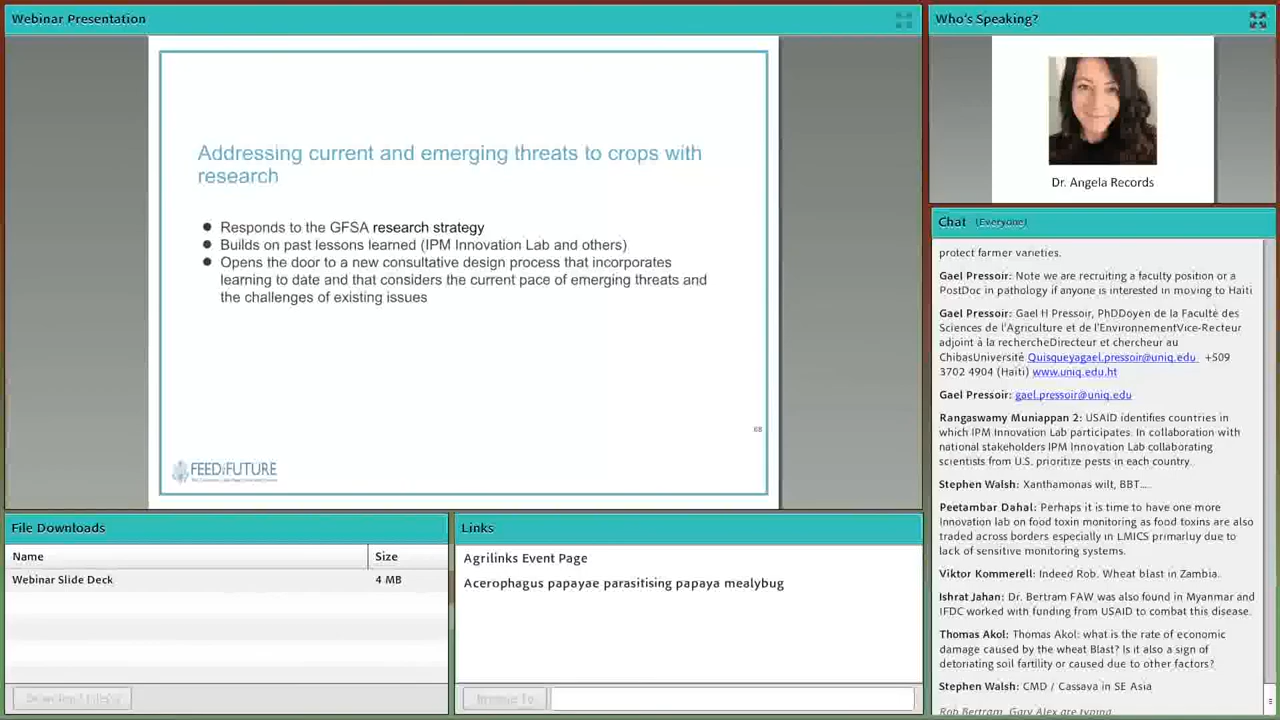 Webinar Presentation
Addressing current and emerging threats to crops with
research
● Responds to the GFSA research strategy
● Builds on past lessons learned (IPM Innovation Lab and others)
● Opens the door to a new consultative design process that incorporates
learning to date and that considers the current pace of emerging threats and
the challenges of existing issues
68
FEEDtFUTURE
Who's Speaking?
Dr. Angela Records
Chat (Everyone)
protect farmer varieties.
Gael Pressoir: Note we are recruiting a faculty position or a
PostDoc in pathology if anyone is interested in moving to Haiti
Gael Pressoir: Gael H Pressoir, PhDDoyen de la Faculté des
Sciences de l'Agriculture et de l'EnvironnementVice-Recteur
adjoint à la rechercheDirecteur et chercheur au
ChibasUniversité Quisqueyagael.pressoir@uniq.edu +509
3702 4904 (Haiti) www.uniq.edu.ht
Gael Pressoir: gael.pressoir@uniq.edu
Rangaswamy Muniappan 2: USAID identifies countries in
which IPM Innovation Lab participates. In collaboration with
national stakeholders IPM Innovation Lab collaborating
scientists from U.S. prioritize pests in each country.
Stephen Walsh: Xanthamonas wilt, BBT....
Peetambar Dahal: Perhaps it is time to have one more
Innovation lab on food toxin monitoring as food toxins are also
traded across borders especially in LMICS primarluy due to
lack of sensitive monitoring systems.
Viktor Kommerell: Indeed Rob. Wheat blast in Zambia.
Ishrat Jahan: Dr. Bertram FAW was also found in Myanmar and
IFDC worked with funding from USAID to combat this disease.
Thomas Akol: Thomas Akol: what is the rate of economic
damage caused by the wheat Blast? Is it also a sign of
detoriating soil fartility or caused due to other factors?
Stephen Walsh: CMD / Cassava in SE Asia
Rob Bertram, Gary Alex are typing
File Downloads
Name Size
Webinar Slide Deck 4 MB
Links
Agrilinks Event Page
Acerophagus papayae parasitising papaya mealybug
Browse To